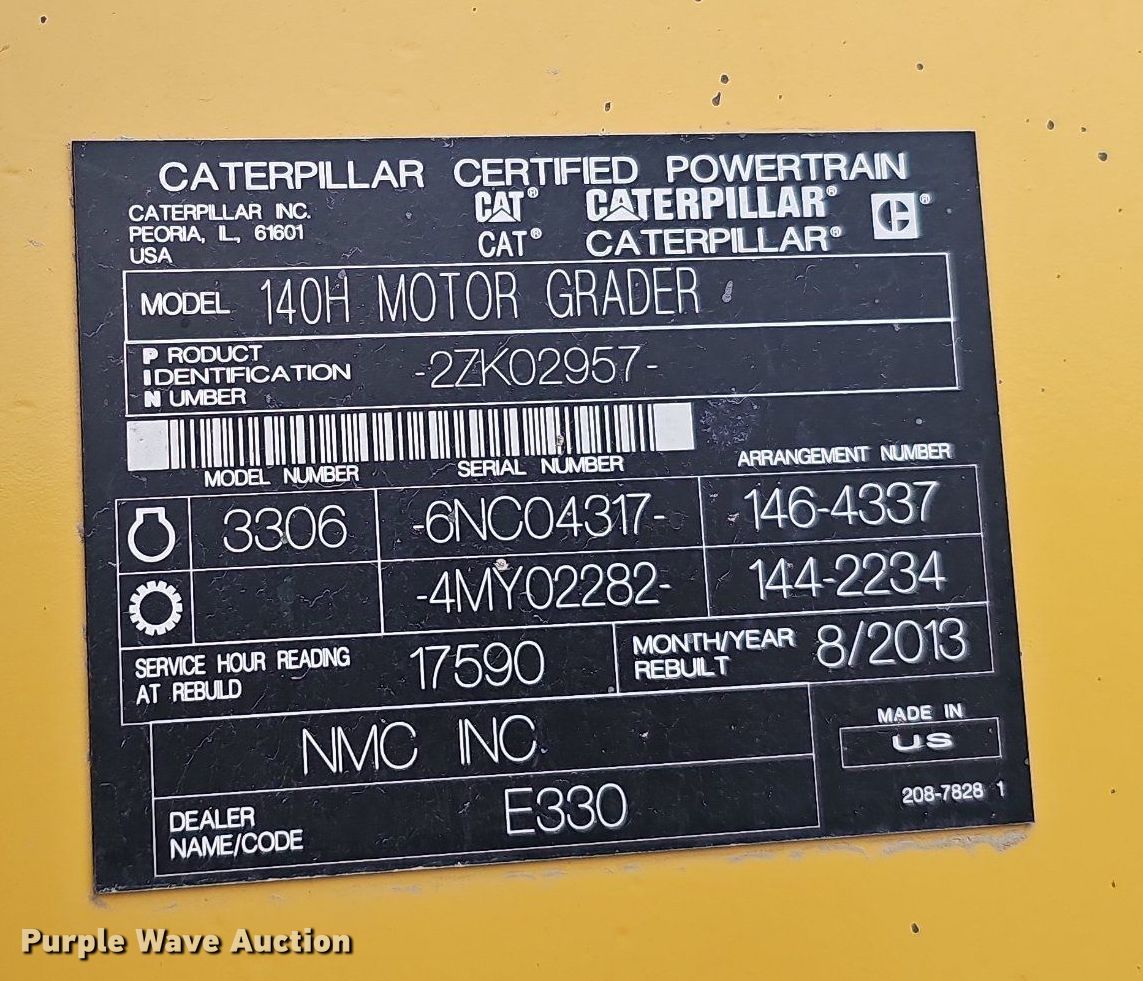 CATERPILLAR CERTIFIED POWERTRAIN
CATERPILLAR INC.
PEORIA, IL, 61601
USA
CAT® CATERPILLAR® C®
CAT® CATERPILLAR®
MODEL 140H MOTOR GRADER
PRODUCT
IDENTIFICATION
NUMBER
-2ZK02957-
MODEL NUMBER SERIAL NUMBER ARRANGEMENT NUMBER
3306 -6NC04317- 146-4337
-4MY02282- 144-2234
SERVICE HOUR READING
AT REBUILD
17590
MONTH/YEAR
REBUILT
8/2013
NMC INC.
DEALER
NAME/CODE
E330
MADE IN
US
208-7828 1
Purple Wave Auction